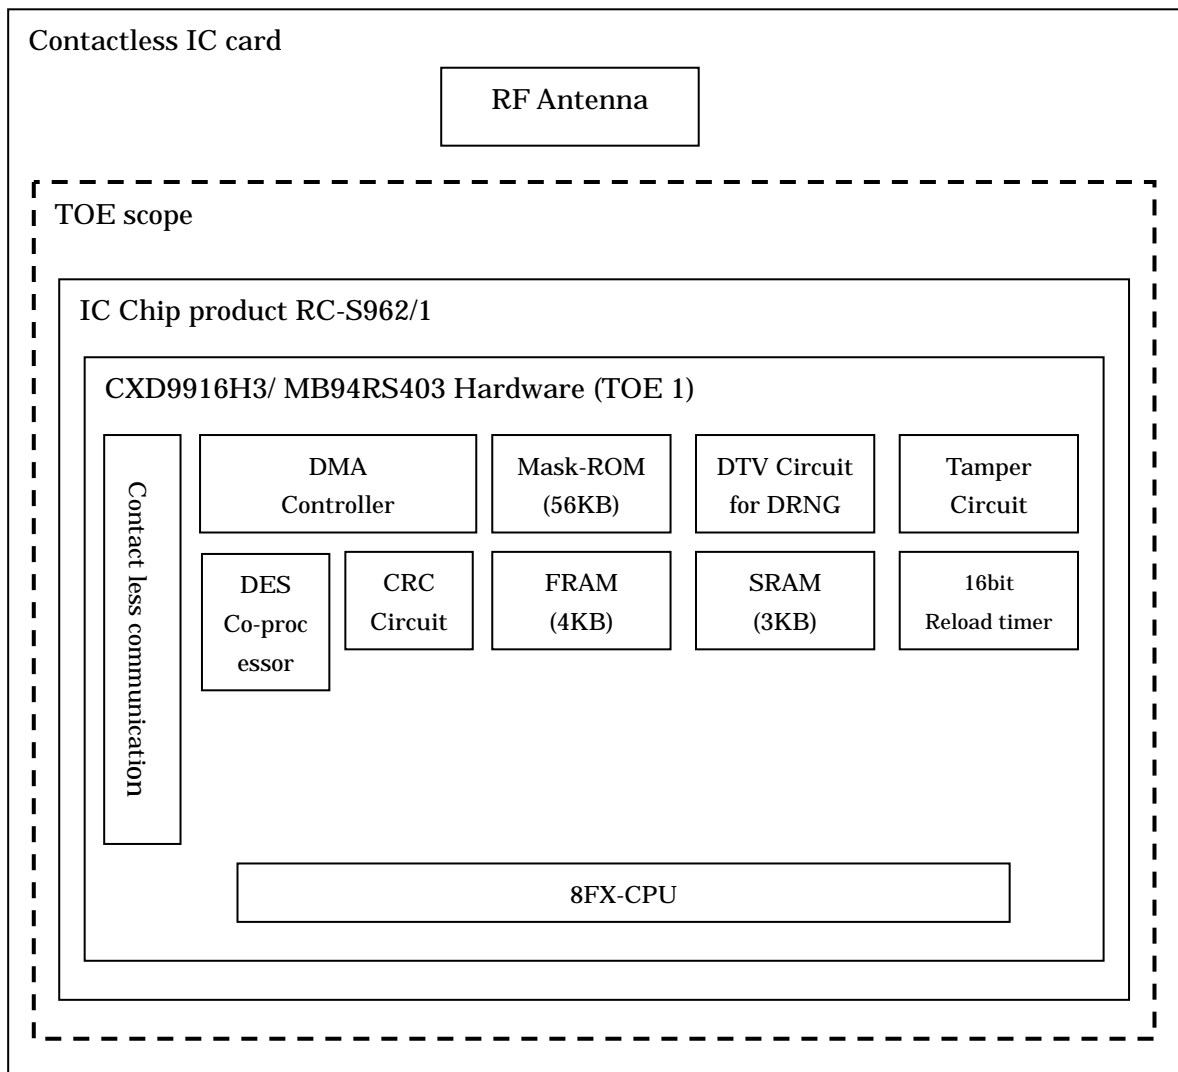 Contactless IC card
RF Antenna
TOE scope
IC Chip product RC-S962/1
CXD9916H3/ MB94RS403 Hardware (TOE 1)
Contact less communication
DMA
Controller
Mask-ROM
(56KB)
DTV Circuit
for DRNG
Tamper
Circuit
DES
Co-proc
essor
CRC
Circuit
FRAM
(4KB)
SRAM
(3KB)
16bit
Reload timer
8FX-CPU